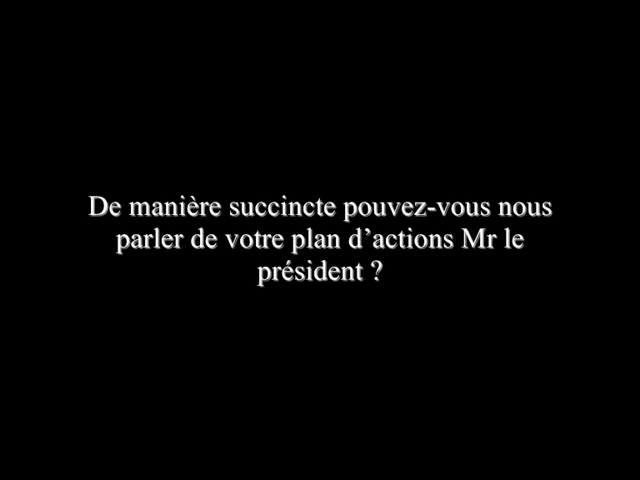 De manière succincte pouvez-vous nous
parler de votre plan d’actions Mr le
président ?